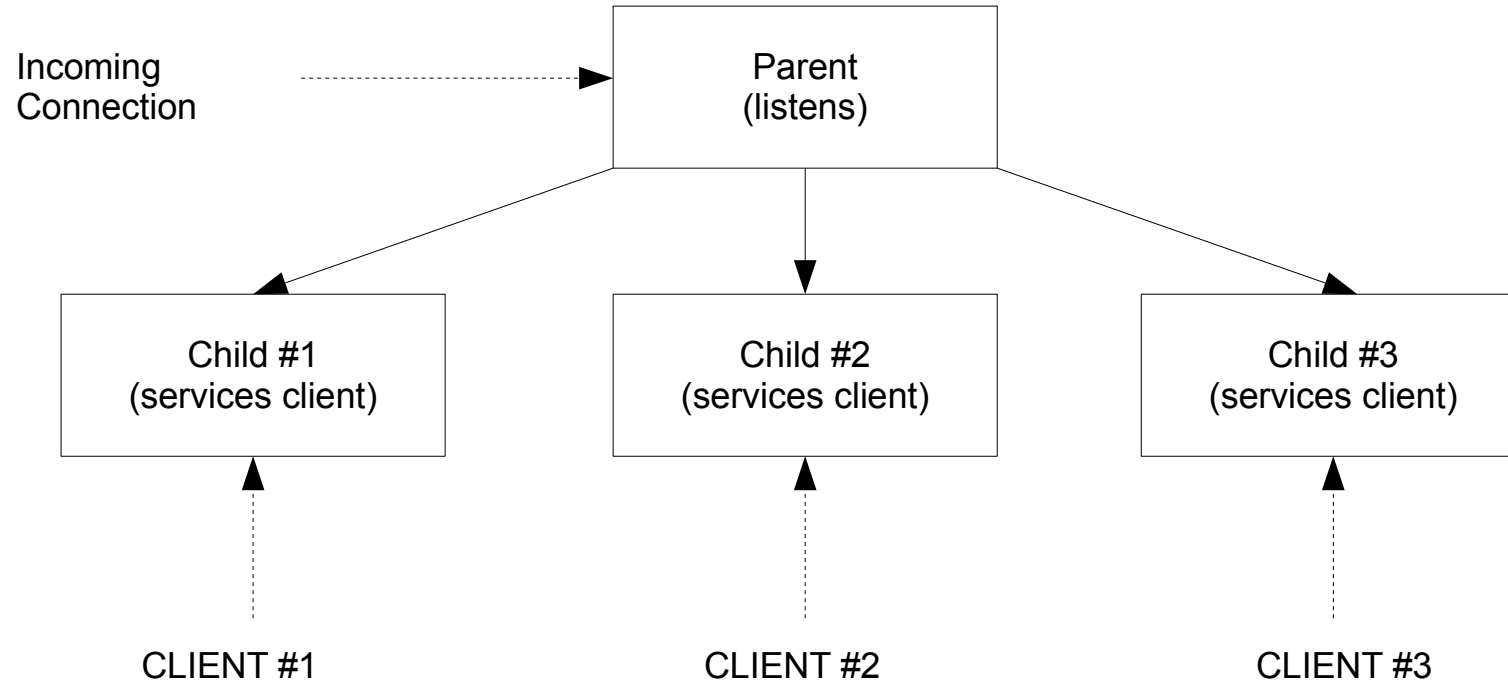 Incoming
Connection
Parent
(listens)
Child #1
(services client)
Child #2
(services client)
Child #3
(services client)
CLIENT #1
CLIENT #2
CLIENT #3